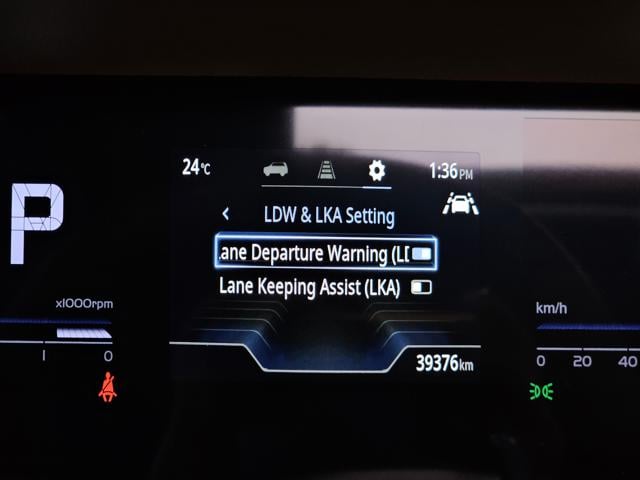 24°C
1:36PM
P
< LDW & LKA Setting
ane Departure Warning (LD
Lane Keeping Assist (LKA)
x1000rpm
1 0
km/h
0 20 40
39376km